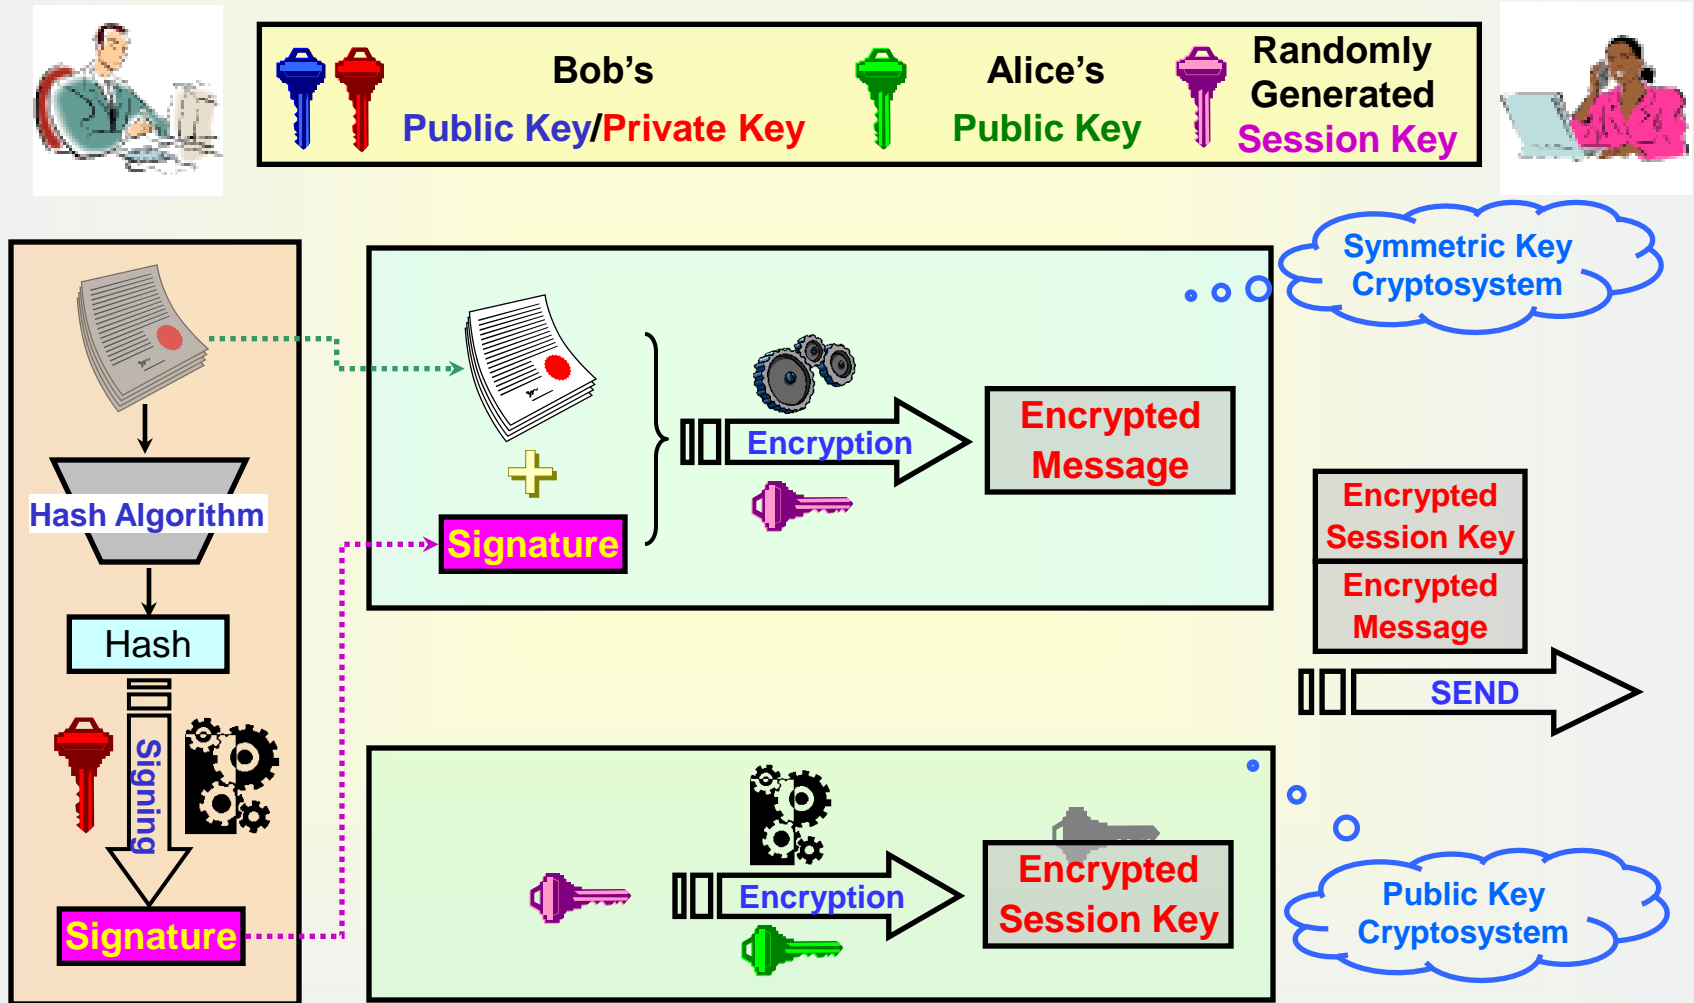 Bob's
Public Key/Private Key
Alice's
Public Key
Randomly
Generated
Session Key
Symmetric Key
Cryptosystem
Hash Algorithm
Hash
Signing
Signature
Signature
Encryption
Encrypted
Message
Encrypted
Session Key
Encrypted
Message
SEND
Encryption
Encrypted
Session Key
Public Key
Cryptosystem